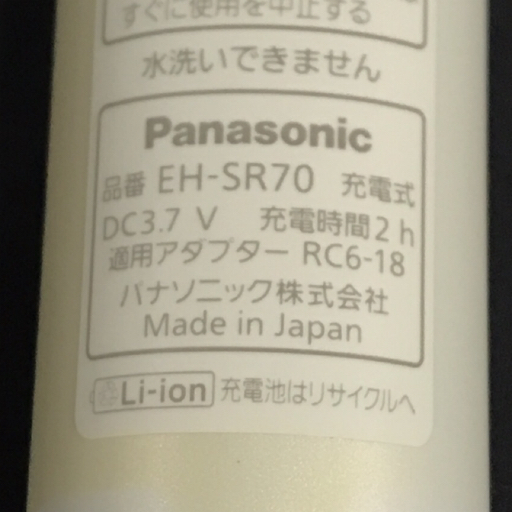 すぐに使用を中止する
水洗いできません
Panasonic
品番 EH-SR70 充電式
DC3.7 V 充電時間2 h
適用アダプター RC6-18
パナソニック株式会社
Made in Japan
Li-ion 充電池はリサイクルへ